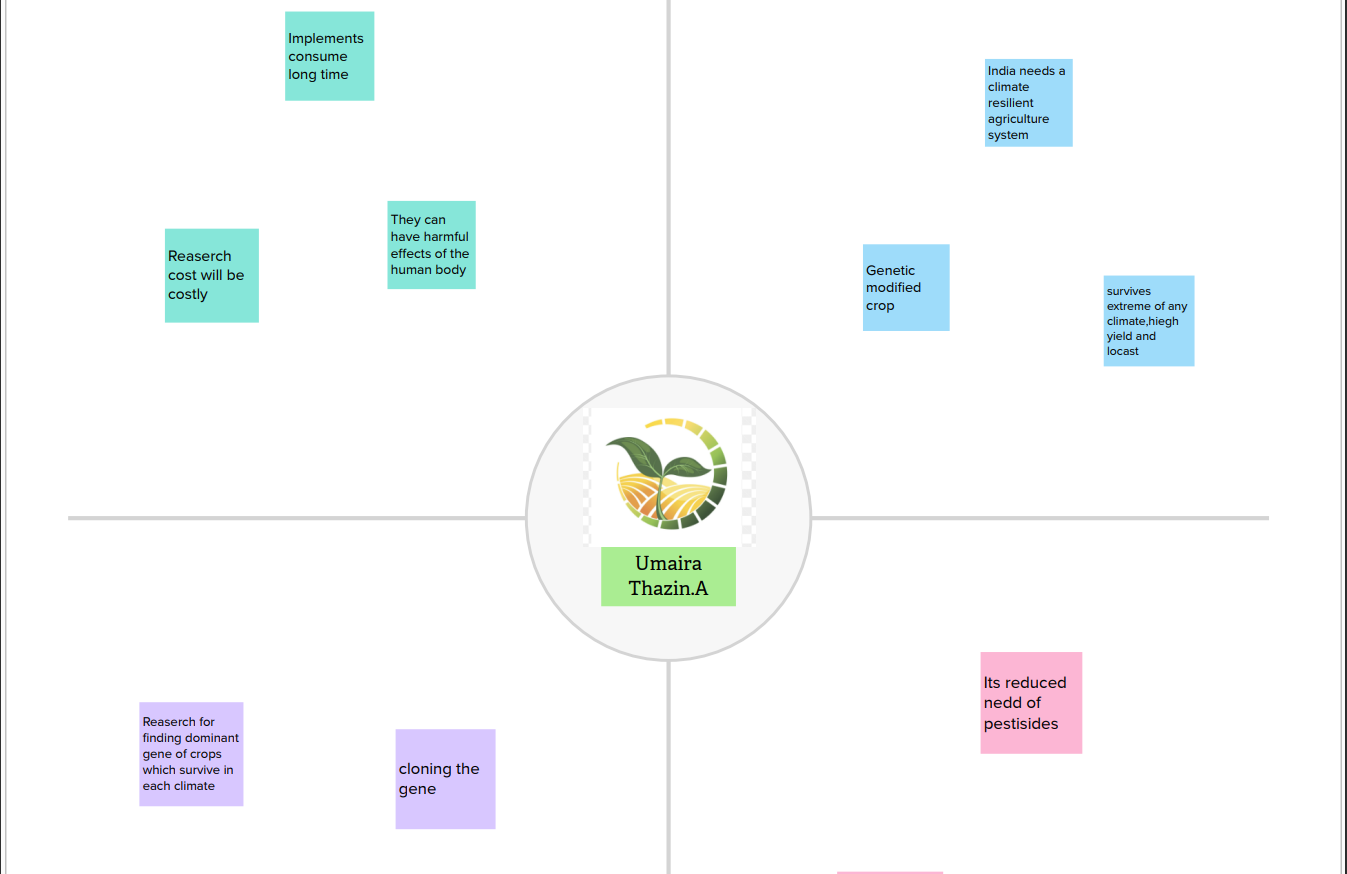 Implements
consume
long time
They can
have harmful
effects of the
human body
Reaserch
cost will be
costly
India needs a
climate
resilient
agriculture
system
Genetic
modified
crop
survives
extreme of any
climate,hiegh
yield and
locast
Umaira
Thazin.A
Reaserch for
finding dominant
gene of crops
which survive in
each climate
cloning the
gene
Its reduced
nedd of
pestisides